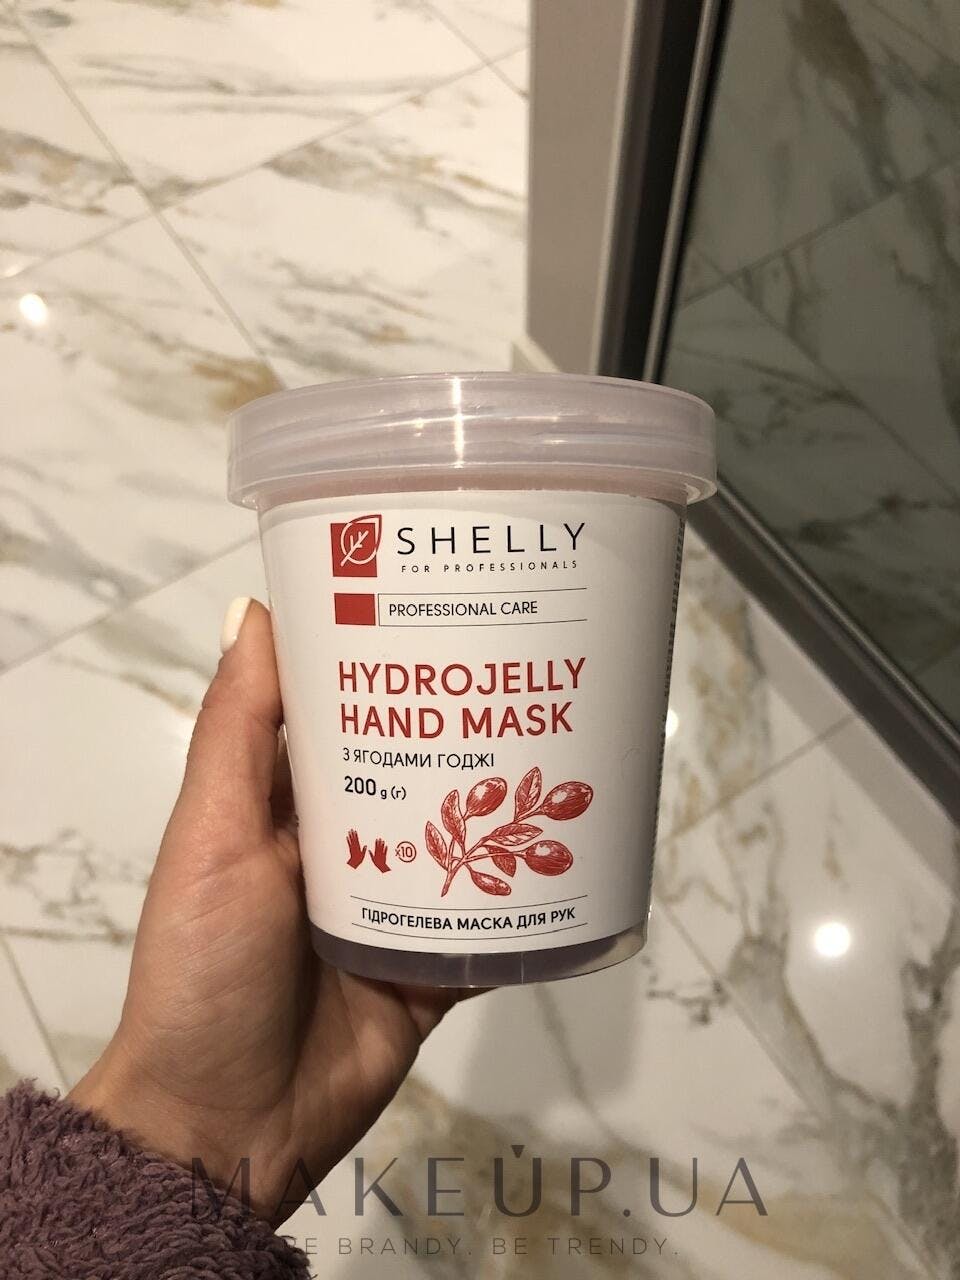 SHELLY
FOR PROFESSIONALS
PROFESSIONAL CARE
HYDROJELLY
HAND MASK
З ЯГОДАМИ ГОДЖІ
200 g (г)
x10
ГІДРОГЕЛЕВА МАСКА ДЛЯ РУК
MAKEUP.UA
BE BRANDY. BE TRENDY.